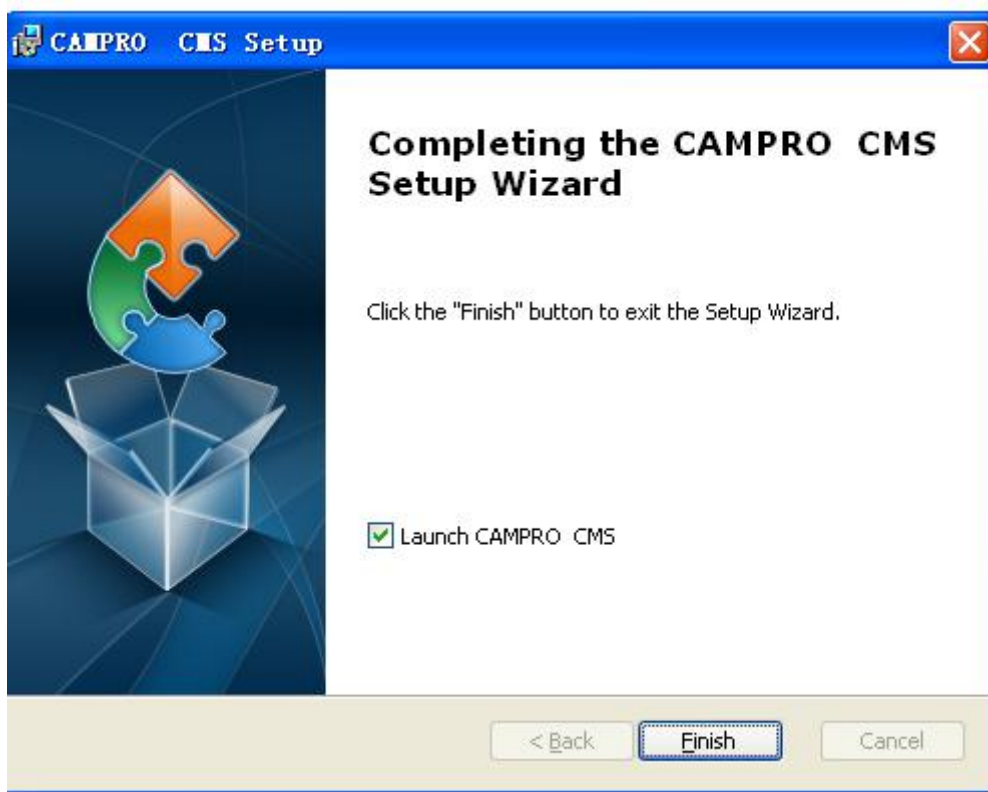 CAMPRO  CMS Setup
Completing the CAMPRO  CMS
Setup Wizard
Click the "Finish" button to exit the Setup Wizard.
Launch CAMPRO  CMS
< Back
Finish
Cancel